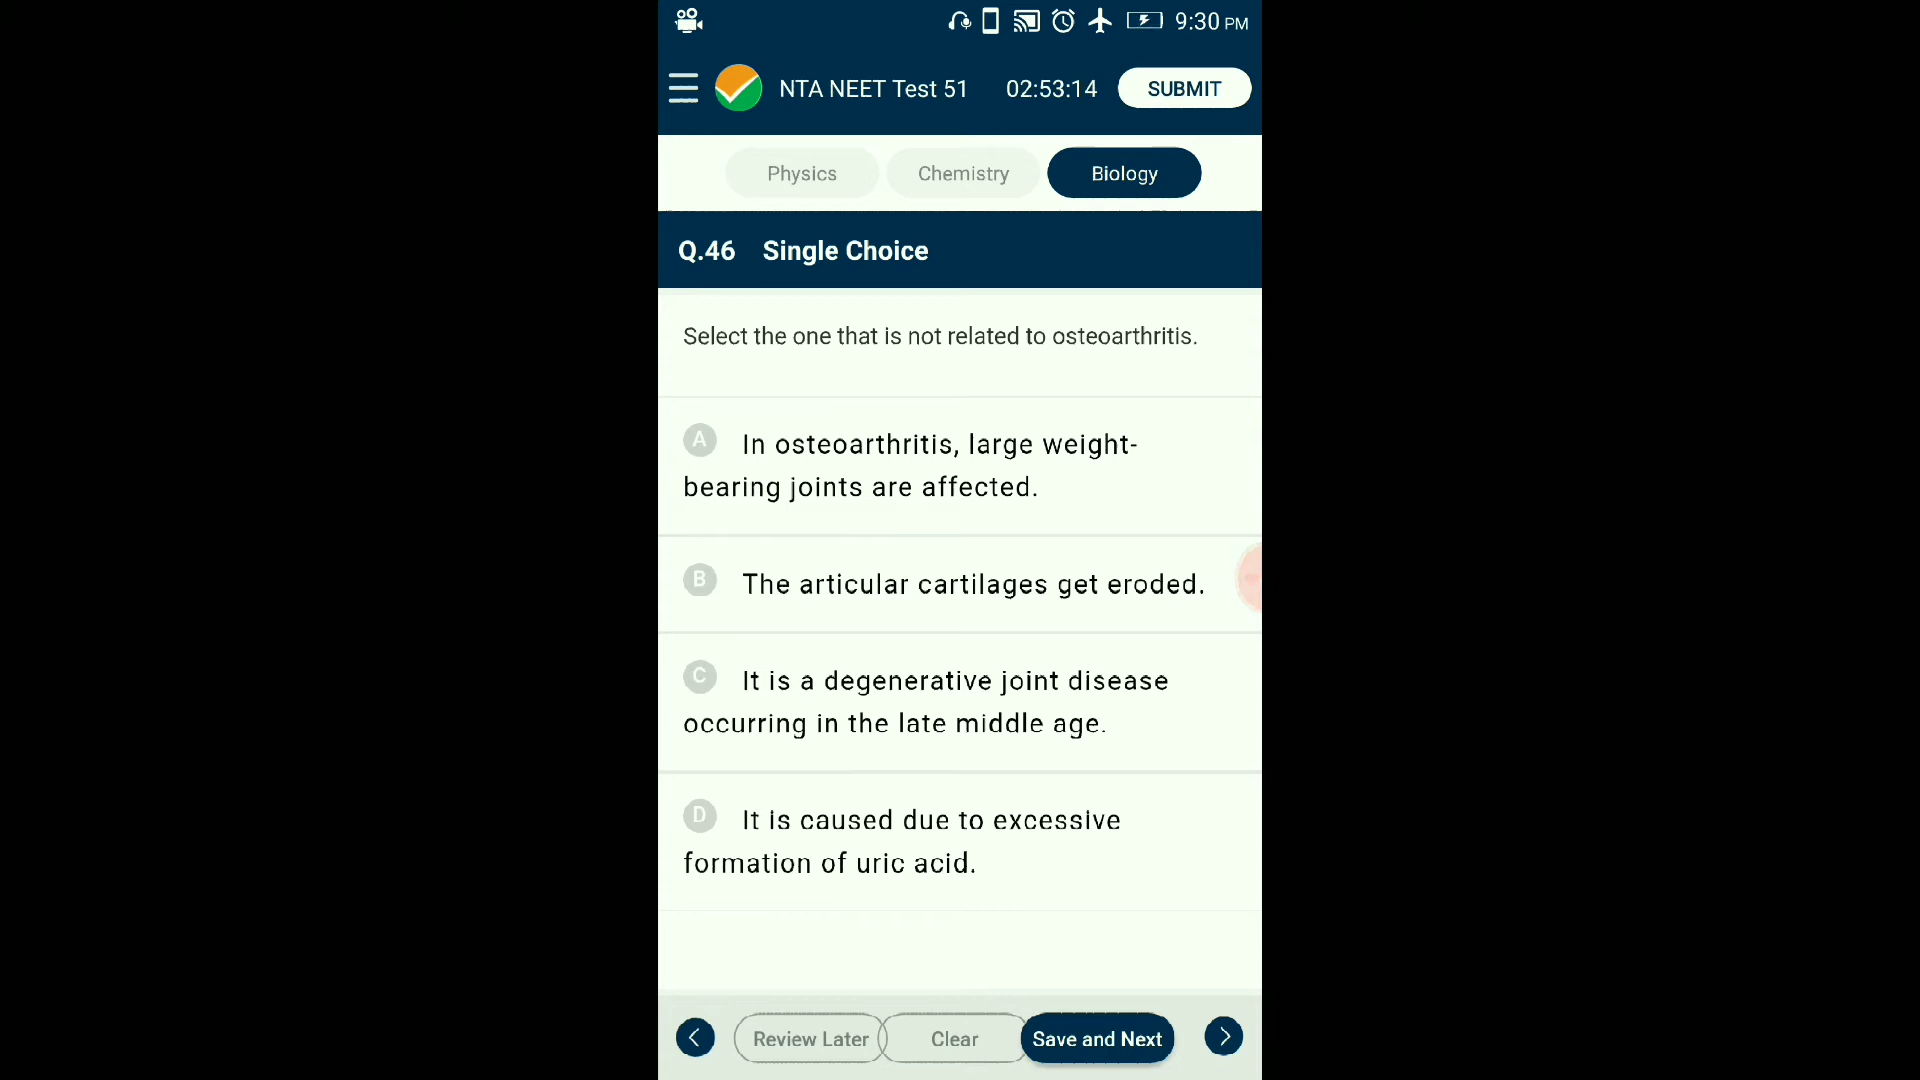 9:30 PM
NTA NEET Test 51 02:53:14 SUBMIT
Physics Chemistry Biology
Q.46 Single Choice
Select the one that is not related to osteoarthritis.
A In osteoarthritis, large weight-
bearing joints are affected.
B The articular cartilages get eroded.
C It is a degenerative joint disease
occurring in the late middle age.
D It is caused due to excessive
formation of uric acid.
Review Later Clear Save and Next